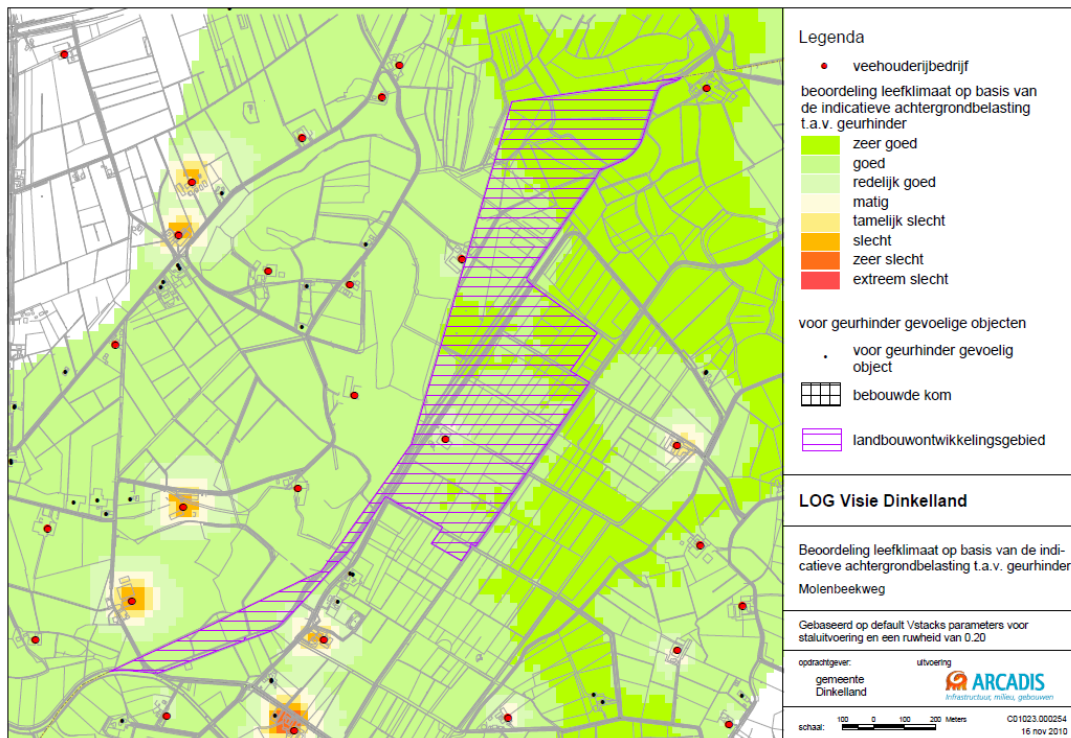 Legenda
veehouderijbedrijf
beoordeling leefklimaat op basis van
de indicatieve achtergrondbelasting
t.a.v. geurhinder
zeer goed
goed
redelijk goed
matig
tamelijk slecht
slecht
zeer slecht
extreem slecht
voor geurhinder gevoelige objecten
voor geurhinder gevoelig
object
bebouwde kom
landbouwontwikkelingsgebied
LOG Visie Dinkelland
Beoordeling leefklimaat op basis van de indi-
catieve achtergrondbelasting t.a.v. geurhinder
Molenbeekweg
Gebaseerd op default Vstacks parameters voor
staluitvoering en een ruwheid van 0.20
opdrachtgever: uitvoering
gemeente
Dinkelland
ARCADIS
Infrastructuur, milieu, gebouwen
schaal: 100 0 100 200 Meters
C01023.000254
16 nov 2010